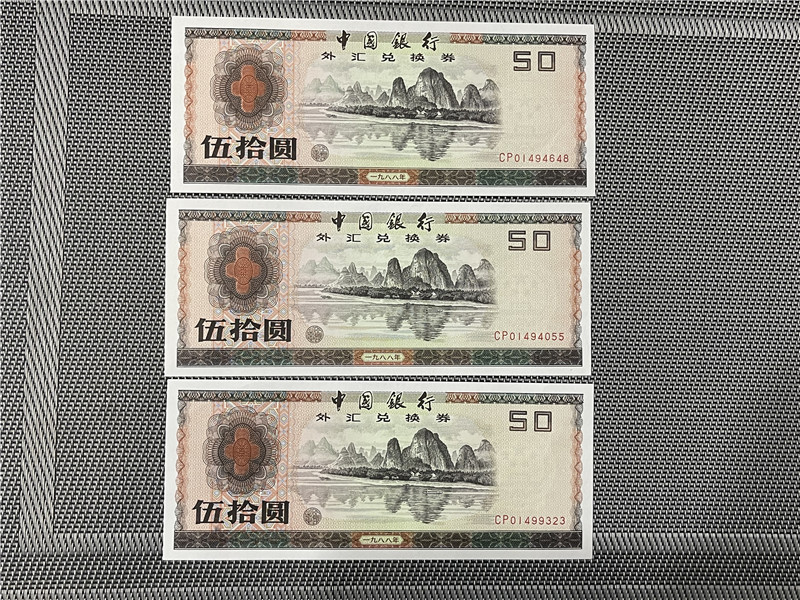 中国银行
外汇兑换券
50
伍拾圆
CP01494648
一九八八年
中国银行
外汇兑换券
50
伍拾圆
CP01494055
一九八八年
中国银行
外汇兑换券
50
伍拾圆
CP01499323
一九八八年